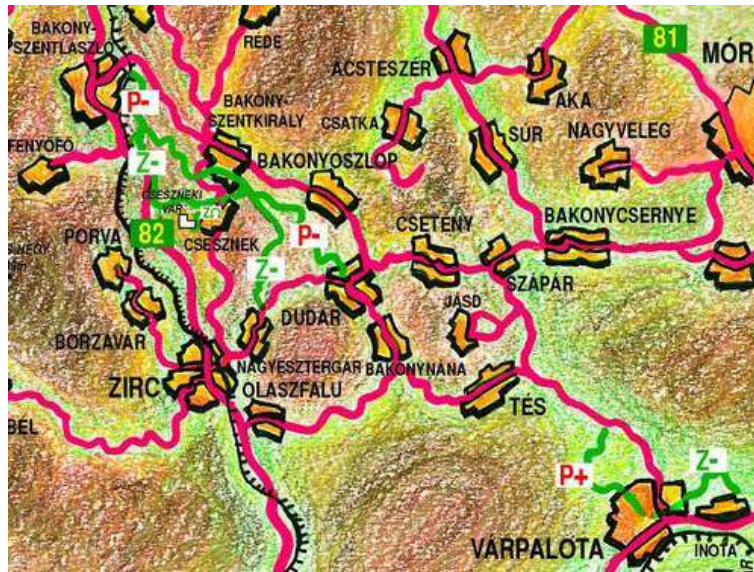 BAKONY-
SZENTLÁSZLÓ
RÉDE
81
MÓR
ÁCSTESZÉR
AKA
P-
BAKONY-
SZENTKIRÁLY
CSATKA
SÚR
NAGYVELEG
FENYŐFŐ
Z-
BAKONYOSZLOP
CSESZNEKI
VÁR
82
CSESZNEK
P-
CSETÉNY
BAKONYCSERNYE
PORVA
Z-
SZÁPÁR
DUDAR
JÁSD
BORZAVÁR
ZIRC
NAGYESZTERGÁR
OLASZFALU
BAKONYNÁNA
TÉS
BÉL
P+
Z-
VÁRPALOTA
INOTA